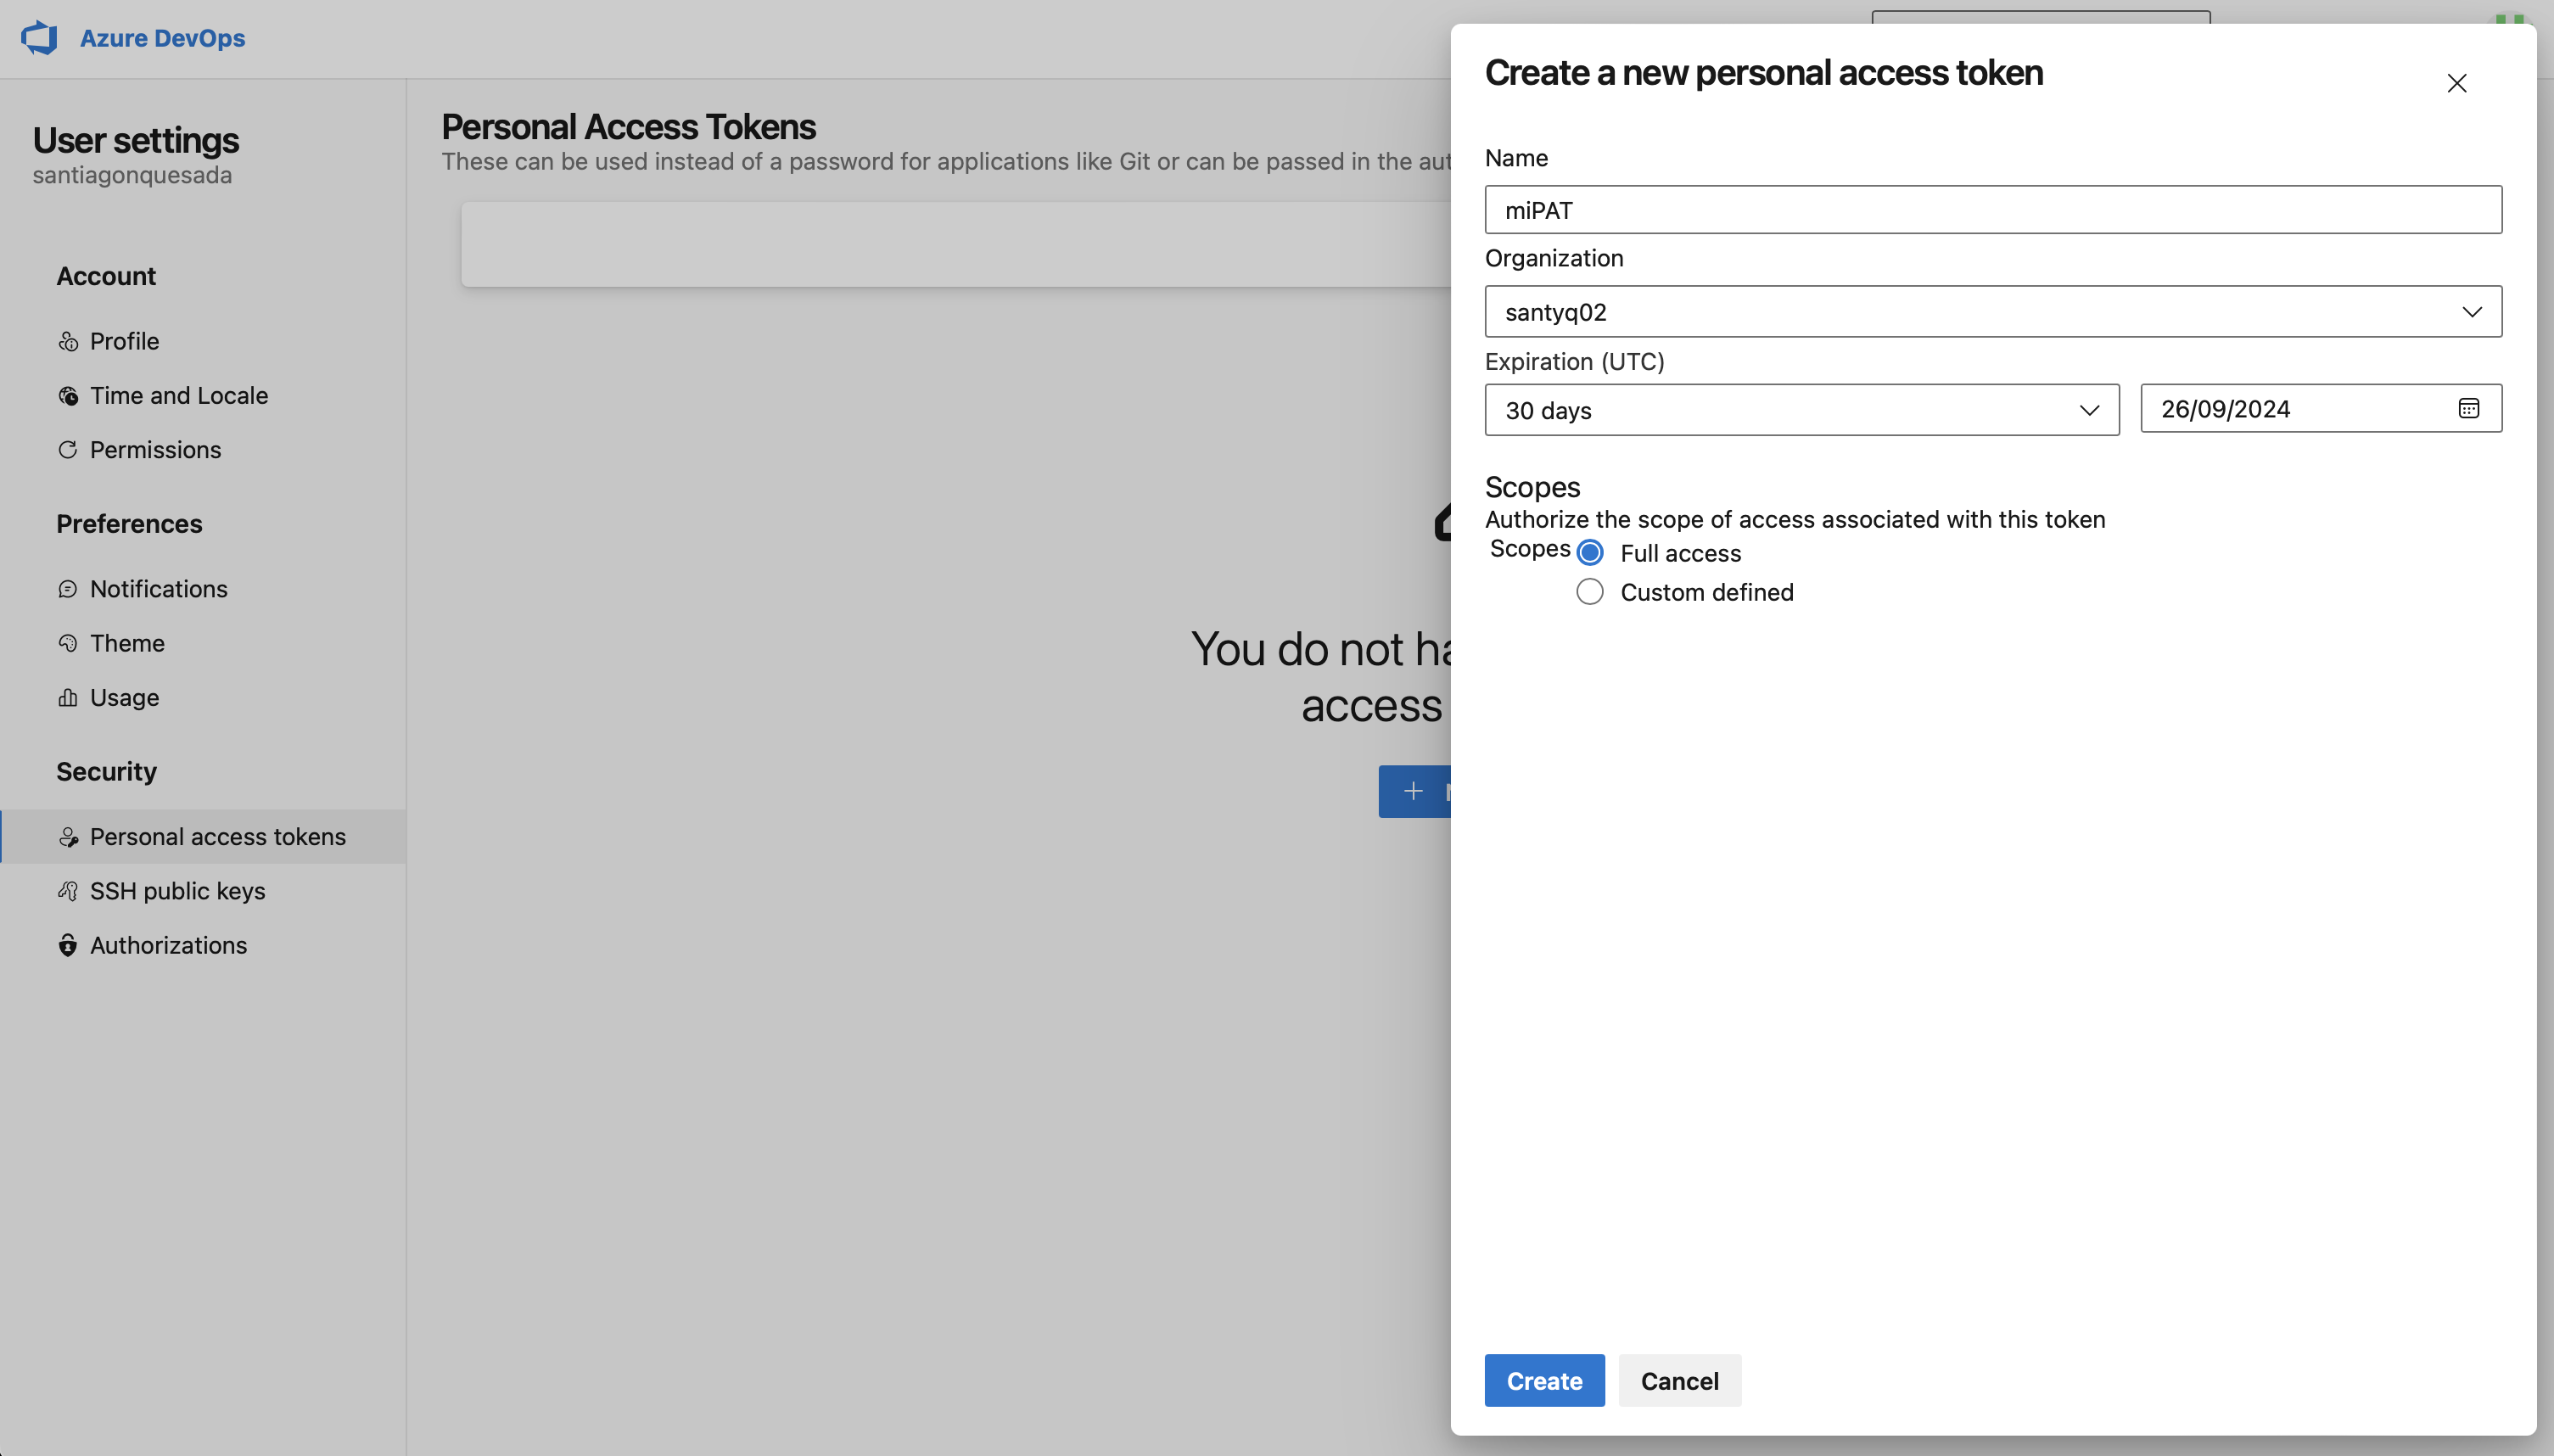 Azure DevOps
User settings
santiagonquesada
Account
Profile
Time and Locale
Permissions
Preferences
Notifications
Theme
Usage
Security
Personal access tokens
SSH public keys
Authorizations
Personal Access Tokens
These can be used instead of a password for applications like Git or can be passed in the
You do not
access
Create a new personal access token
Name
miPAT
Organization
santyq02
Expiration (UTC)
30 days
26/09/2024
Scopes
Authorize the scope of access associated with this token
Scopes
Full access
Custom defined
Create
Cancel